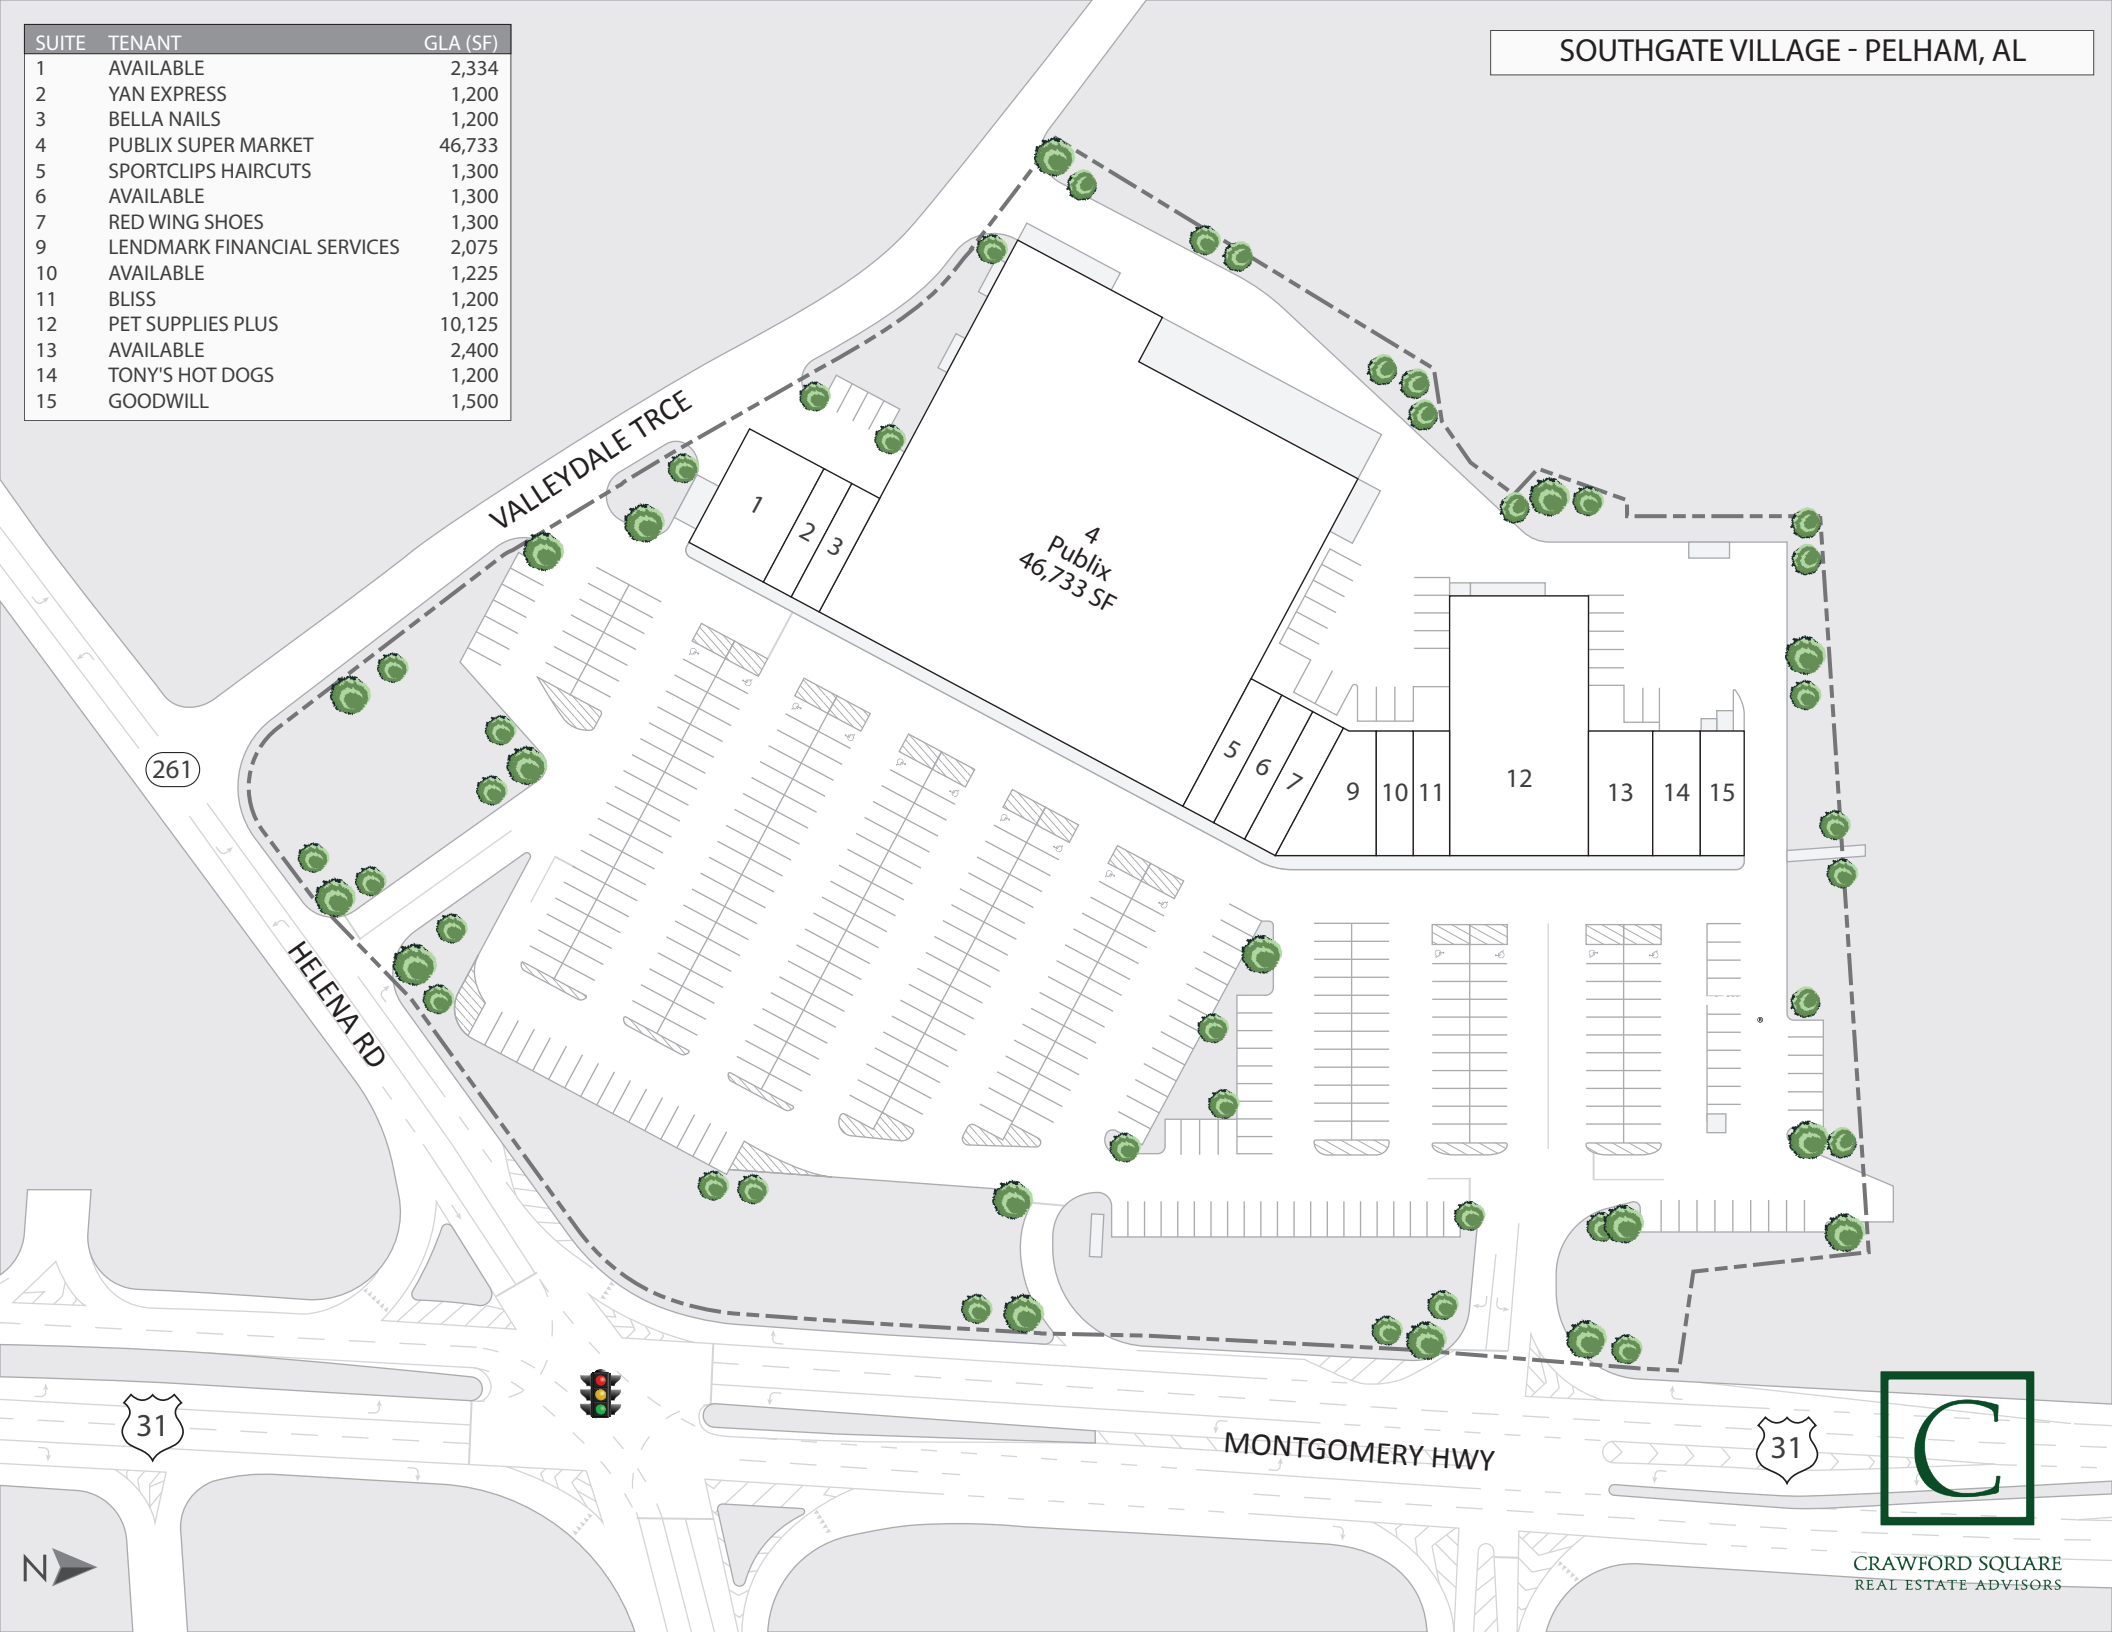 SUITE TENANT GLA (SF)
1 AVAILABLE 2,334
2 YAN EXPRESS 1,200
3 BELLA NAILS 1,200
4 PUBLIX SUPER MARKET 46,733
5 SPORTCLIPS HAIRCUTS 1,300
6 AVAILABLE 1,300
7 RED WING SHOES 1,300
9 LENDMARK FINANCIAL SERVICES 2,075
10 AVAILABLE 1,225
11 BLISS 1,200
12 PET SUPPLIES PLUS 10,125
13 AVAILABLE 2,400
14 TONY'S HOT DOGS 1,200
15 GOODWILL 1,500
SOUTHGATE VILLAGE - PELHAM, AL
VALLEYDALE TRCE
1
2
3
4
Publix
46,733 SF
5
6
7
9
10
11
12
13
14
15
261
HELENA RD
31
MONTGOMERY HWY
31
N
C
CRAWFORD SQUARE
REAL ESTATE ADVISORS